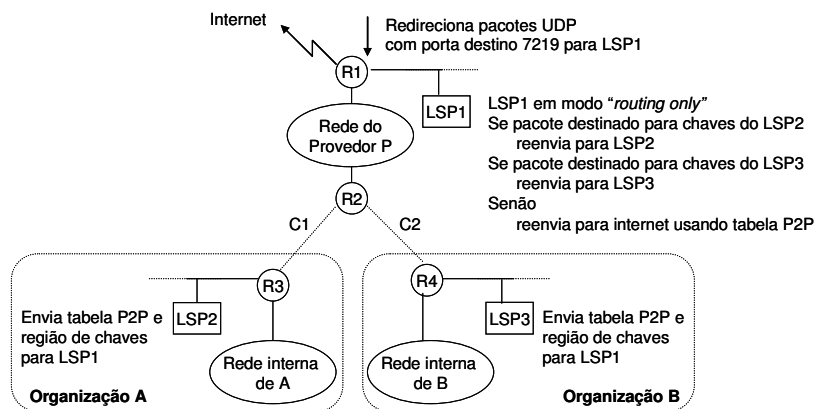 Internet
Redireciona pacotes UDP
com porta destino 7219 para LSP1
R1
LSP1
LSP1 em modo “routing only”
Se pacote destinado para chaves do LSP2
reenvia para LSP2
Se pacote destinado para chaves do LSP3
reenvia para LSP3
Senão
reenvia para internet usando tabela P2P
Rede do
Provedor P
R2
C1
C2
R3
LSP2
Envia tabela P2P e
região de chaves
para LSP1
Rede interna
de A
Organização A
R4
LSP3
Envia tabela P2P e
região de chaves
para LSP1
Rede interna
de B
Organização B